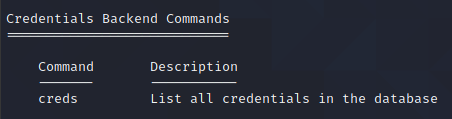 Credentials Backend Commands
============================
Command Description
------- -----------
creds List all credentials in the database